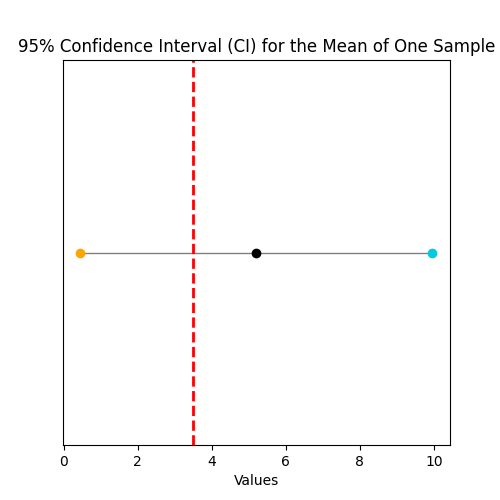 95% Confidence Interval (CI) for the Mean of One Sample
0 2 4 6 8 10
Values